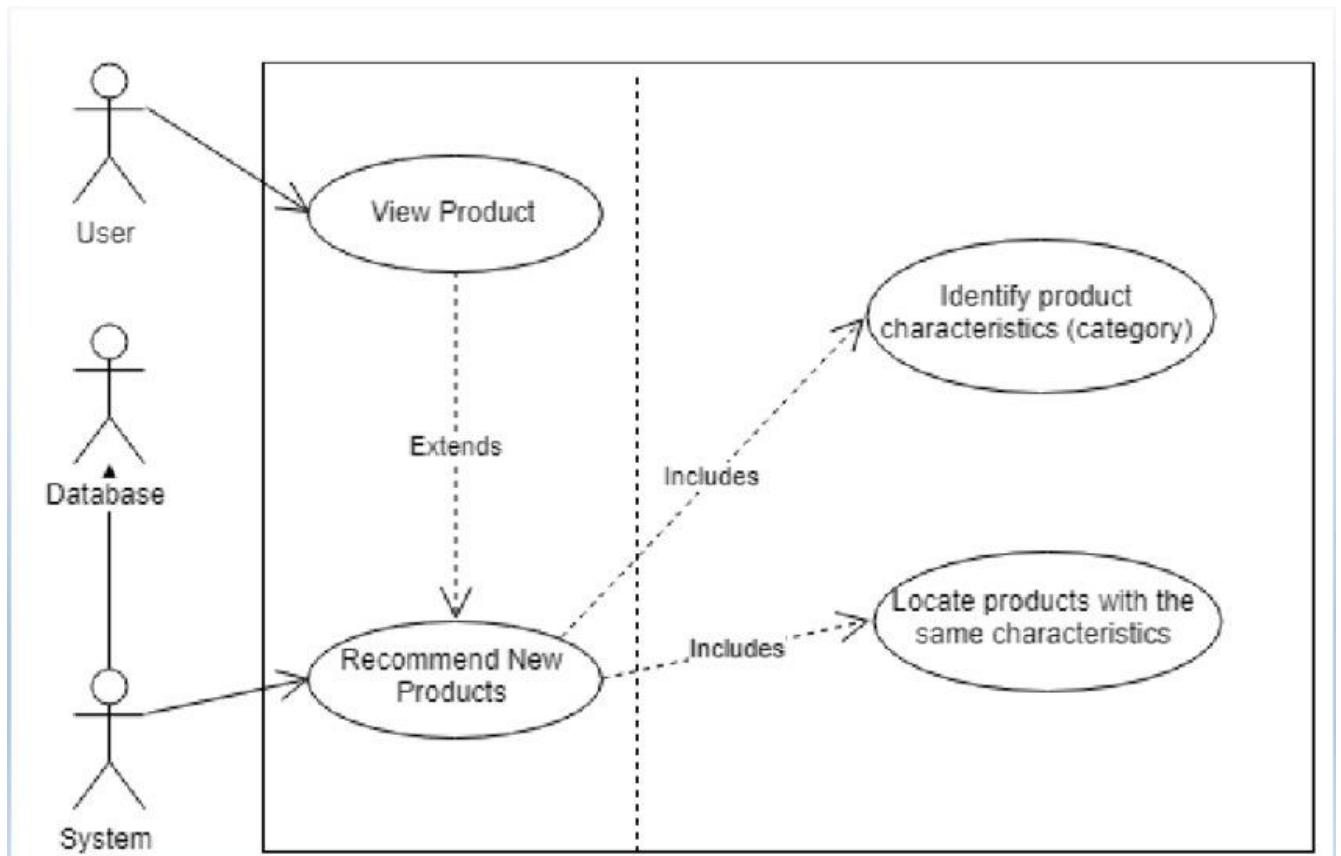 User
View Product
Identify product
characteristics (category)
Extends
Includes
Database
Locate products with the
same characteristics
Includes
Recommend New
Products
System